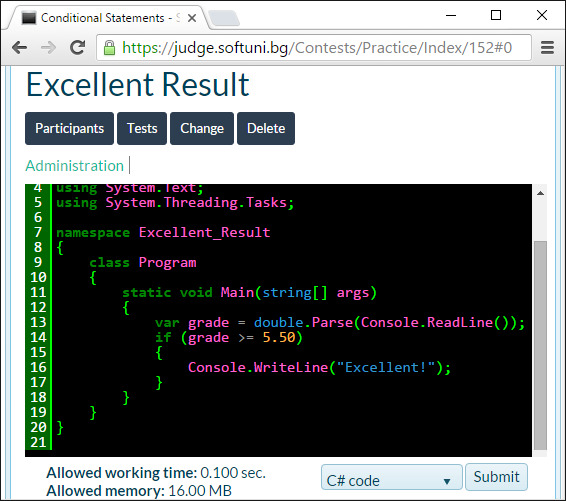 Conditional Statements - S
https://judge.softuni.bg/Contests/Practice/Index/152#0
Excellent Result
Participants Tests Change Delete
Administration |
4 using System.Text;
5 using System.Threading.Tasks;
6
7 namespace Excellent_Result
8 {
9 class Program
10 {
11 static void Main(string[] args)
12 {
13 var grade = double.Parse(Console.ReadLine());
14 if (grade >= 5.50)
15 {
16 Console.WriteLine("Excellent!");
17 }
18 }
19 }
20 }
21
Allowed working time: 0.100 sec.
Allowed memory: 16.00 MB
C# code Submit